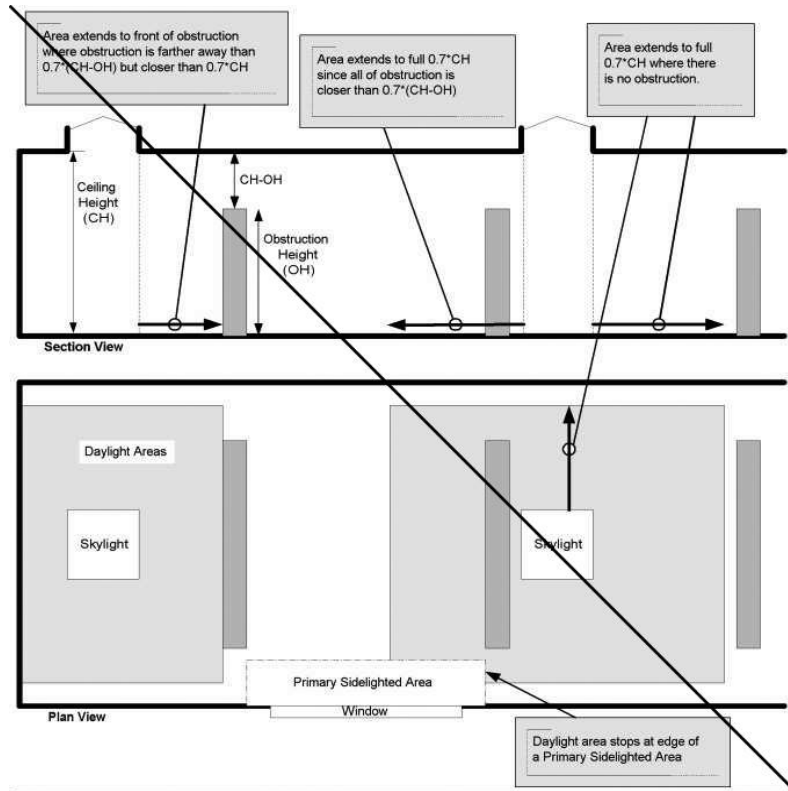 Area extends to front of obstruction
where obstruction is farther away than
0.7*(CH-OH) but closer than 0.7*CH
Area extends to full 0.7*CH
since all of obstruction is
closer than 0.7*(CH-OH)
Area extends to full
0.7*CH where there
is no obstruction.
Ceiling
Height
(CH)
CH-OH
Obstruction
Height
(OH)
Section View
Daylight Areas
Skylight
Skylight
Primary Sidelighted Area
Window
Plan View
Daylight area stops at edge of
a Primary Sidelighted Area